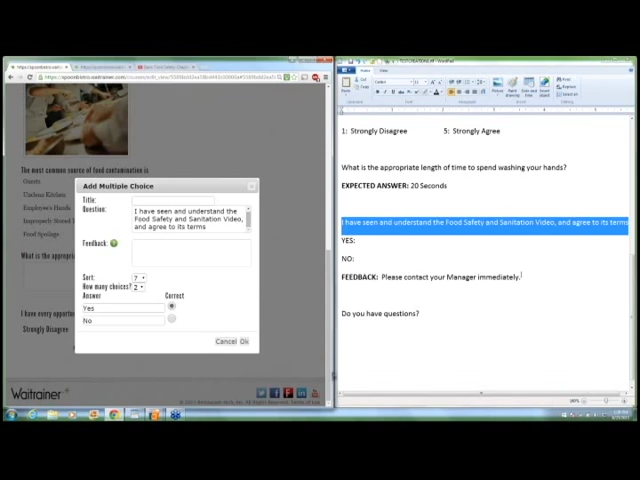 The most common source of food contamination is
Guests
Unclean Kitchen
Employee's Hands
Improperly Stored
Food Spoilage
What is the appropriate
I have every opportunity
Strongly Disagree
Waitrainer
Add Multiple Choice
Title:
Question:
I have seen and understand the
Food Safety and Sanitation Video,
and agree to its terms
Feedback:
Sort:
7
How many choices?
2
Answer
Correct
Yes
No
Cancel
Ok
1: Strongly Disagree 5: Strongly Agree
What is the appropriate length of time to spend washing your hands?
EXPECTED ANSWER: 20 Seconds
I have seen and understand the Food Safety and Sanitation Video, and agree to its terms
YES:
NO:
FEEDBACK: Please contact your Manager immediately.
Do you have questions?